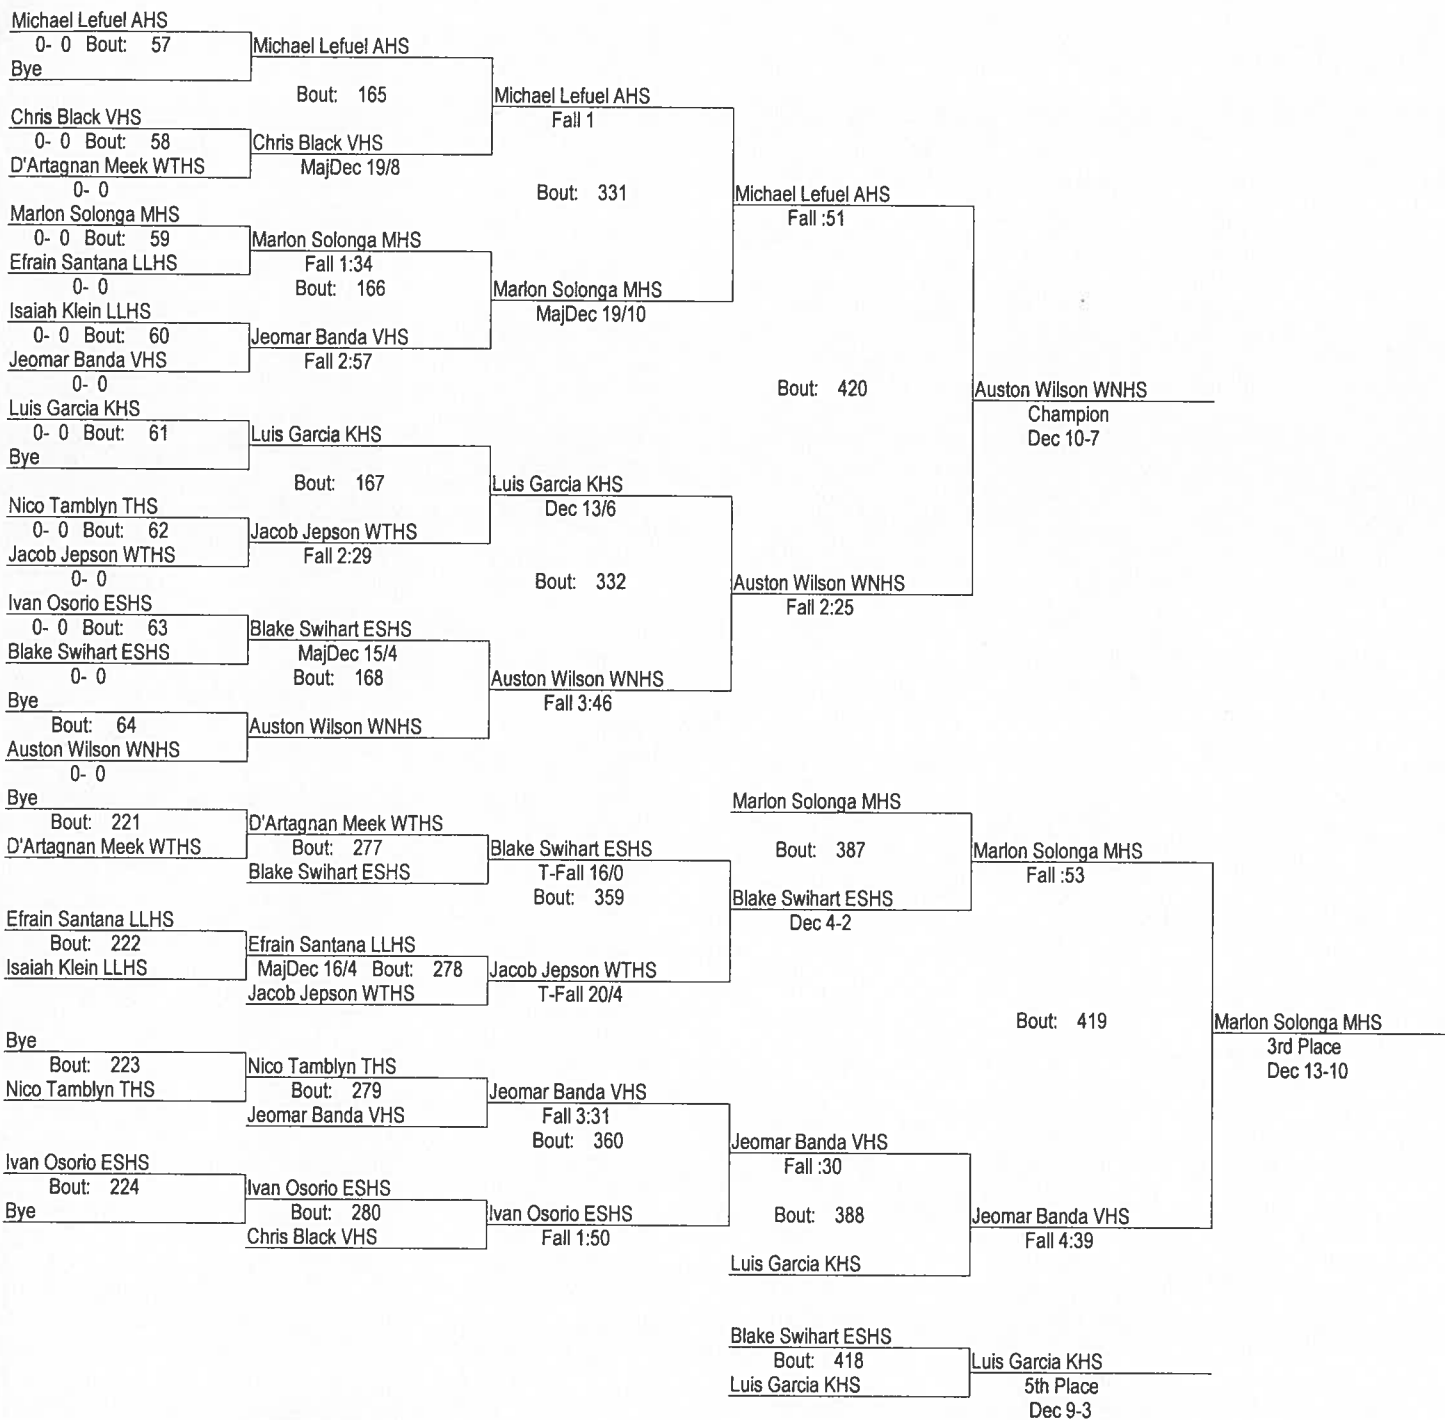 Michael Lefuel AHS
0- 0 Bout: 57
Bye
Michael Lefuel AHS
Bout: 165
Chris Black VHS
0- 0 Bout: 58
D'Artagnan Meek WTHS
0- 0
Chris Black VHS
MajDec 19/8
Michael Lefuel AHS
Fall 1
Bout: 331
Marlon Solonga MHS
0- 0 Bout: 59
Efrain Santana LLHS
0- 0
Marlon Solonga MHS
Fall 1:34
Bout: 166
Isaiah Klein LLHS
0- 0 Bout: 60
Jeomar Banda VHS
0- 0
Jeomar Banda VHS
Fall 2:57
Marlon Solonga MHS
MajDec 19/10
Michael Lefuel AHS
Fall :51
Bout: 420
Luis Garcia KHS
0- 0 Bout: 61
Bye
Luis Garcia KHS
Bout: 167
Nico Tamblyn THS
0- 0 Bout: 62
Jacob Jepson WTHS
0- 0
Jacob Jepson WTHS
Fall 2:29
Luis Garcia KHS
Dec 13/6
Bout: 332
Ivan Osorio ESHS
0- 0 Bout: 63
Blake Swihart ESHS
0- 0
Blake Swihart ESHS
MajDec 15/4
Bout: 168
Bye
Bout: 64
Auston Wilson WNHS
0- 0
Auston Wilson WNHS
Auston Wilson WNHS
Fall 3:46
Auston Wilson WNHS
Fall 2:25
Auston Wilson WNHS
Champion
Dec 10-7
Bye
Bout: 221
D'Artagnan Meek WTHS
D'Artagnan Meek WTHS
Bout: 277
Blake Swihart ESHS
Blake Swihart ESHS
T-Fall 16/0
Bout: 359
Efrain Santana LLHS
Bout: 222
Isaiah Klein LLHS
Efrain Santana LLHS
MajDec 16/4 Bout: 278
Jacob Jepson WTHS
Jacob Jepson WTHS
T-Fall 20/4
Marlon Solonga MHS
Bout: 387
Blake Swihart ESHS
Dec 4-2
Marlon Solonga MHS
Fall :53
Bout: 419
Bye
Bout: 223
Nico Tamblyn THS
Nico Tamblyn THS
Bout: 279
Jeomar Banda VHS
Jeomar Banda VHS
Fall 3:31
Bout: 360
Ivan Osorio ESHS
Bout: 224
Bye
Ivan Osorio ESHS
Bout: 280
Chris Black VHS
Ivan Osorio ESHS
Fall 1:50
Jeomar Banda VHS
Fall :30
Bout: 388
Luis Garcia KHS
Jeomar Banda VHS
Fall 4:39
Marlon Solonga MHS
3rd Place
Dec 13-10
Blake Swihart ESHS
Bout: 418
Luis Garcia KHS
Luis Garcia KHS
5th Place
Dec 9-3